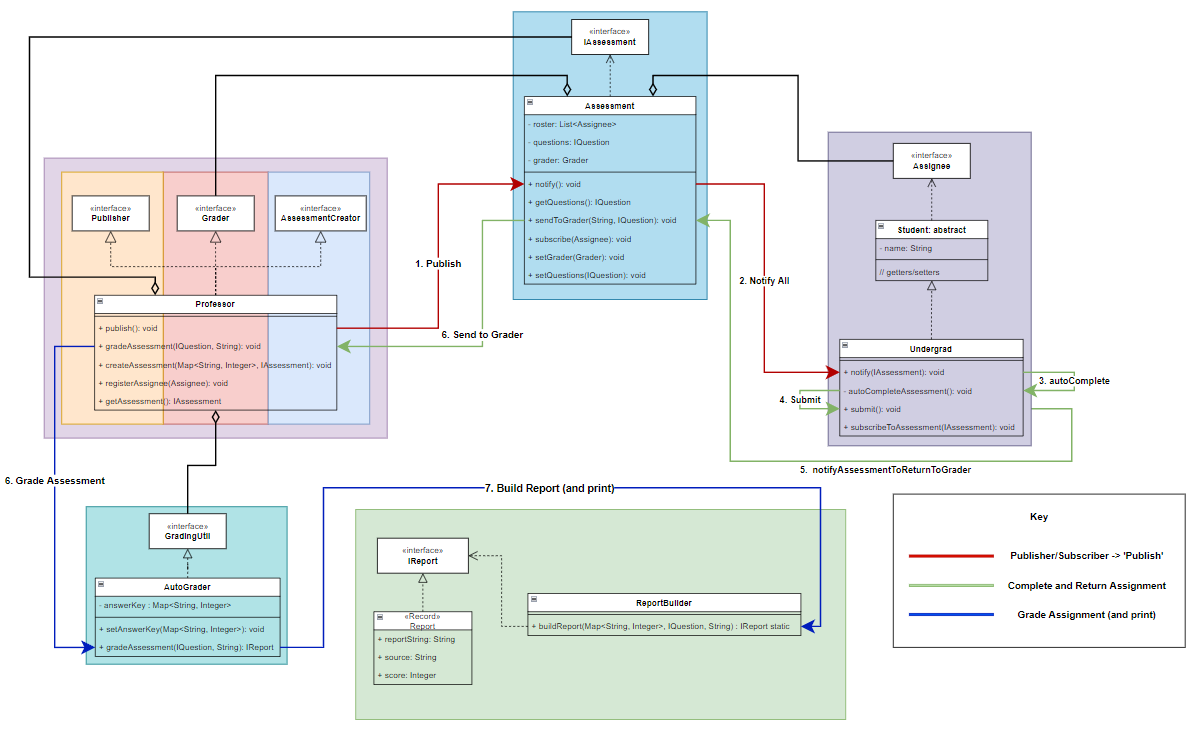 «interface»
IAssessment
Assessment
- roster: List<Assignee>
- questions: IQuestion
- grader: Grader
+ notify(): void
+ getQuestions(): IQuestion
+ sendToGrader(String, IQuestion): void
+ subscribe(Assignee): void
+ setGrader(Grader): void
+ setQuestions(IQuestion): void
«interface»
Assignee
Student: abstract
- name: String
// getters/setters
Undergrad
+ notify(IAssessment): void
- autoCompleteAssessment(): void
+ submit(): void
+ subscribeToAssessment(IAssessment): void
«interface»
Publisher
«interface»
Grader
«interface»
AssessmentCreator
Professor
+ publish(): void
+ gradeAssessment(IQuestion, String): void
+ createAssessment(Map<String, Integer>, IAssessment): void
+ registerAssignee(Assignee): void
+ getAssessment(): IAssessment
1. Publish
2. Notify All
6. Send to Grader
3. autoComplete
4. Submit
5. notifyAssessmentToReturnToGrader
6. Grade Assessment
7. Build Report (and print)
«interface»
GradingUtil
AutoGrader
- answerKey : Map<String, Integer>
+ setAnswerKey(Map<String, Integer>): void
+ gradeAssessment(IQuestion, String): IReport
«interface»
IReport
«Record»
Report
+ reportString: String
+ source: String
+ score: Integer
ReportBuilder
+ buildReport(Map<String, Integer>, IQuestion, String) : IReport static
Key
Publisher/Subscriber -> 'Publish'
Complete and Return Assignment
Grade Assignment (and print)